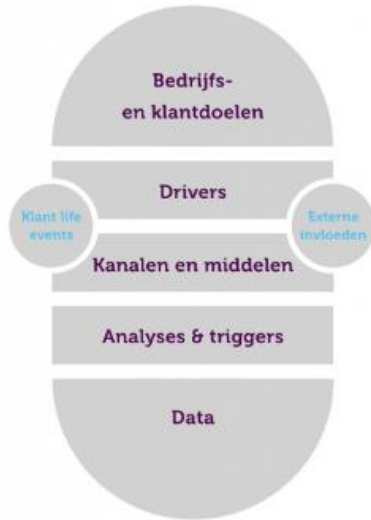 Bedrijfs-
en klantdoelen
Drivers
Klant life
events
Externe
invloeden
Kanalen en middelen
Analyses & triggers
Data